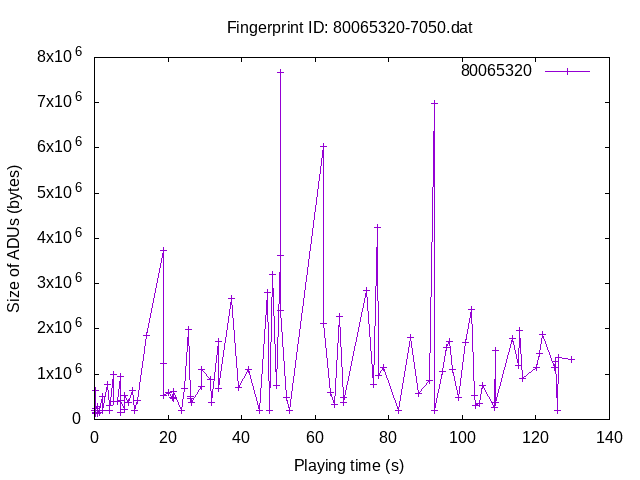 Fingerprint ID: 80065320-7050.dat
80065320
8x10^6
7x10^6
6x10^6
5x10^6
4x10^6
3x10^6
2x10^6
1x10^6
0
Size of ADUs (bytes)
0 20 40 60 80 100 120 140
Playing time (s)